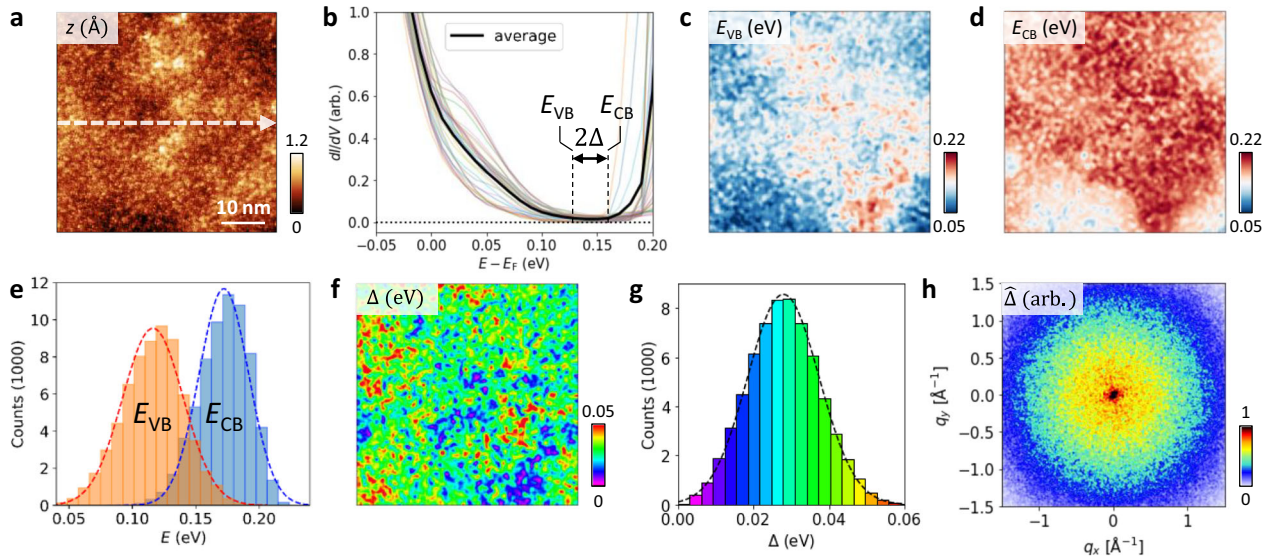 a
z (Å)
10 nm
1.2
0
b
average
E_VB
E_CB
2Δ
dI/dV (arb.)
1.0
0.8
0.6
0.4
0.2
0.0
−0.05
0.00
0.05
0.10
0.15
0.20
E − E_F (eV)
c
E_VB (eV)
0.22
0.05
d
E_CB (eV)
0.22
0.05
e
Counts (1000)
12
10
8
6
4
2
0
E_VB
E_CB
0.05
0.10
0.15
0.20
E (eV)
f
Δ (eV)
0.05
0
g
Counts (1000)
8
6
4
2
0
0.00
0.02
0.04
0.06
Δ (eV)
h
Δ̂ (arb.)
q_y [Å⁻¹]
1.5
1.0
0.5
0.0
−0.5
−1.0
−1.5
−1
0
1
q_x [Å⁻¹]
1
0